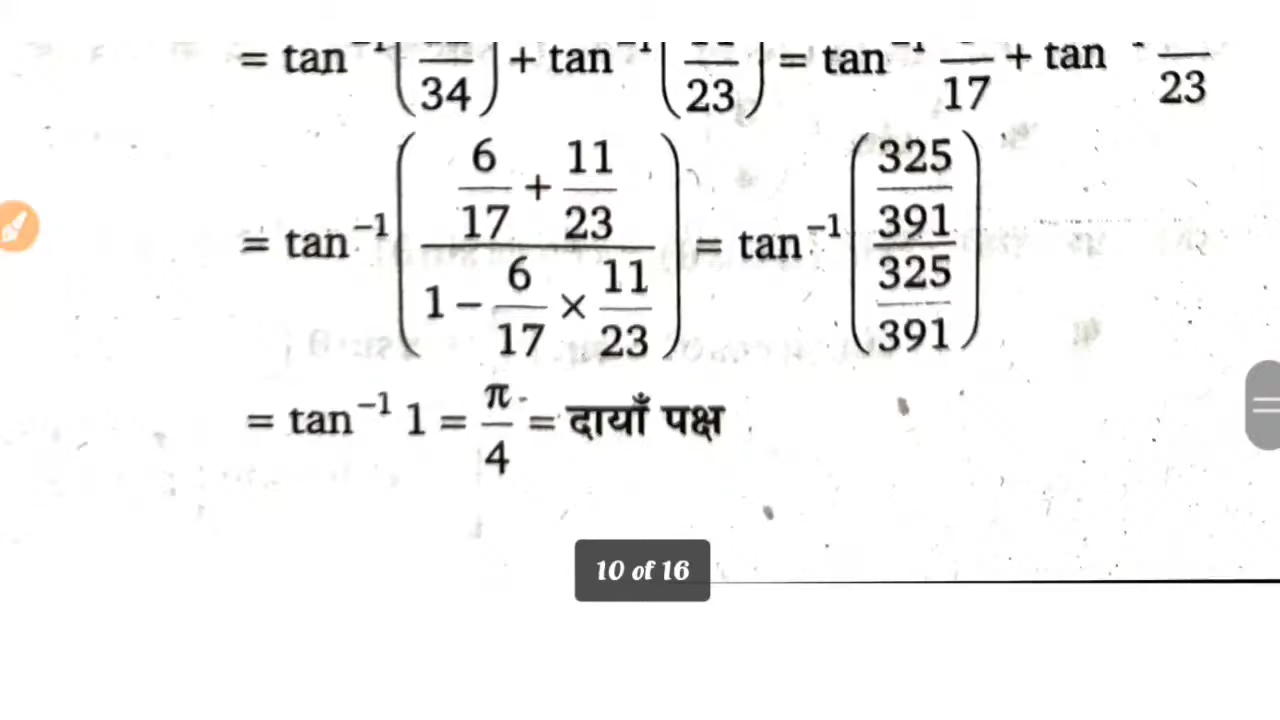 = tan⁻¹( /34) + tan⁻¹( /23) = tan⁻¹ /17 + tan /23
= tan⁻¹((6/17 + 11/23)/(1 − 6/17 × 11/23)) = tan⁻¹((325/391)/(325/391))
= tan⁻¹ 1 = π/4 = दायाँ पक्ष
10 of 16